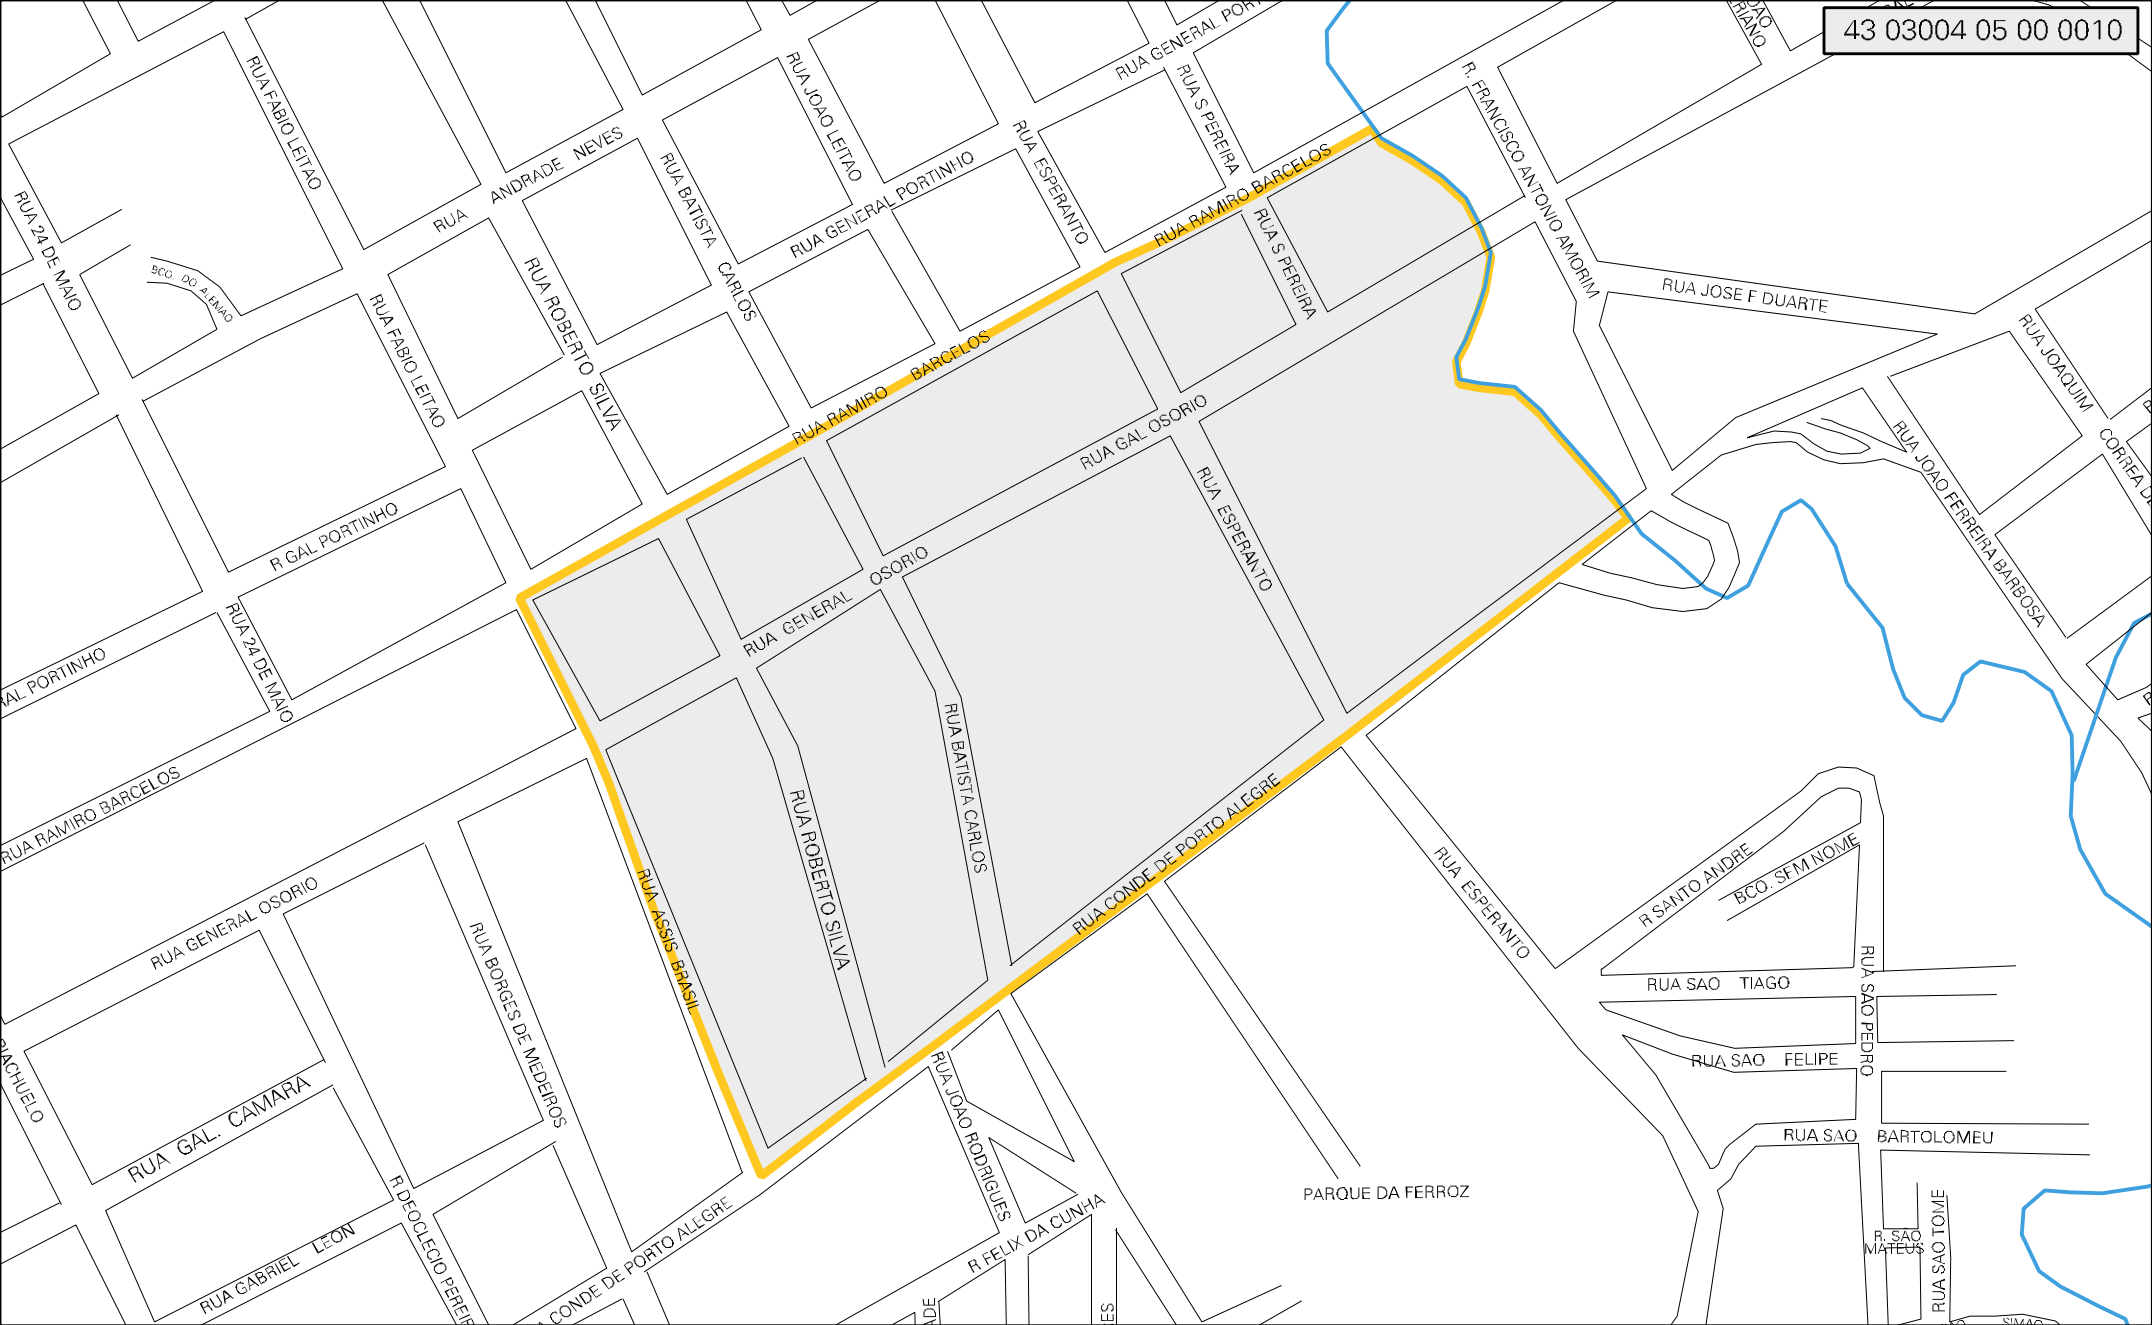 43 03004 05 00 0010
RUA GENERAL
R. FRANCISCO ANTONIO AMORIM
RUA FABIO LEITAO
RUA JOAO LEITAO
RUA S PEREIRA
RUA ANDRADE NEVES
RUA ESPERANTO
RUA BATISTA CARLOS
RUA GENERAL PORTINHO
RUA RAMIRO BARCELOS
RUA 24 DE MAIO
BCO. DO ALEMAO
RUA ROBERTO SILVA
RUA FABIO LEITAO
RUA S PEREIRA
RUA JOSE F DUARTE
RUA JOAQUIM CORREA
RUA RAMIRO BARCELOS
RUA GAL OSORIO
RUA JOAO FERREIRA BARBOSA
RUA ESPERANTO
R GAL PORTINHO
RUA GENERAL OSORIO
RUA 24 DE MAIO
PORTINHO
RUA BATISTA CARLOS
RUA ROBERTO SILVA
RUA RAMIRO BARCELOS
RUA CONDE DE PORTO ALEGRE
RUA ASSIS BRASIL
RUA ESPERANTO
R SANTO ANDRE
BCO. SEM NOME
RUA GENERAL OSORIO
RUA BORGES DE MEDEIROS
RUA SAO TIAGO
RUA SAO PEDRO
RUA SAO FELIPE
RUA GAL. CAMARA
RUA JOAO RODRIGUES
RUA SAO BARTOLOMEU
PARQUE DA FERROZ
R DEOCLECIO
RUA GABRIEL LEON
CONDE DE PORTO ALEGRE
R FELIX DA CUNHA
R. SÃO
MATEUS
RUA SAO TOME